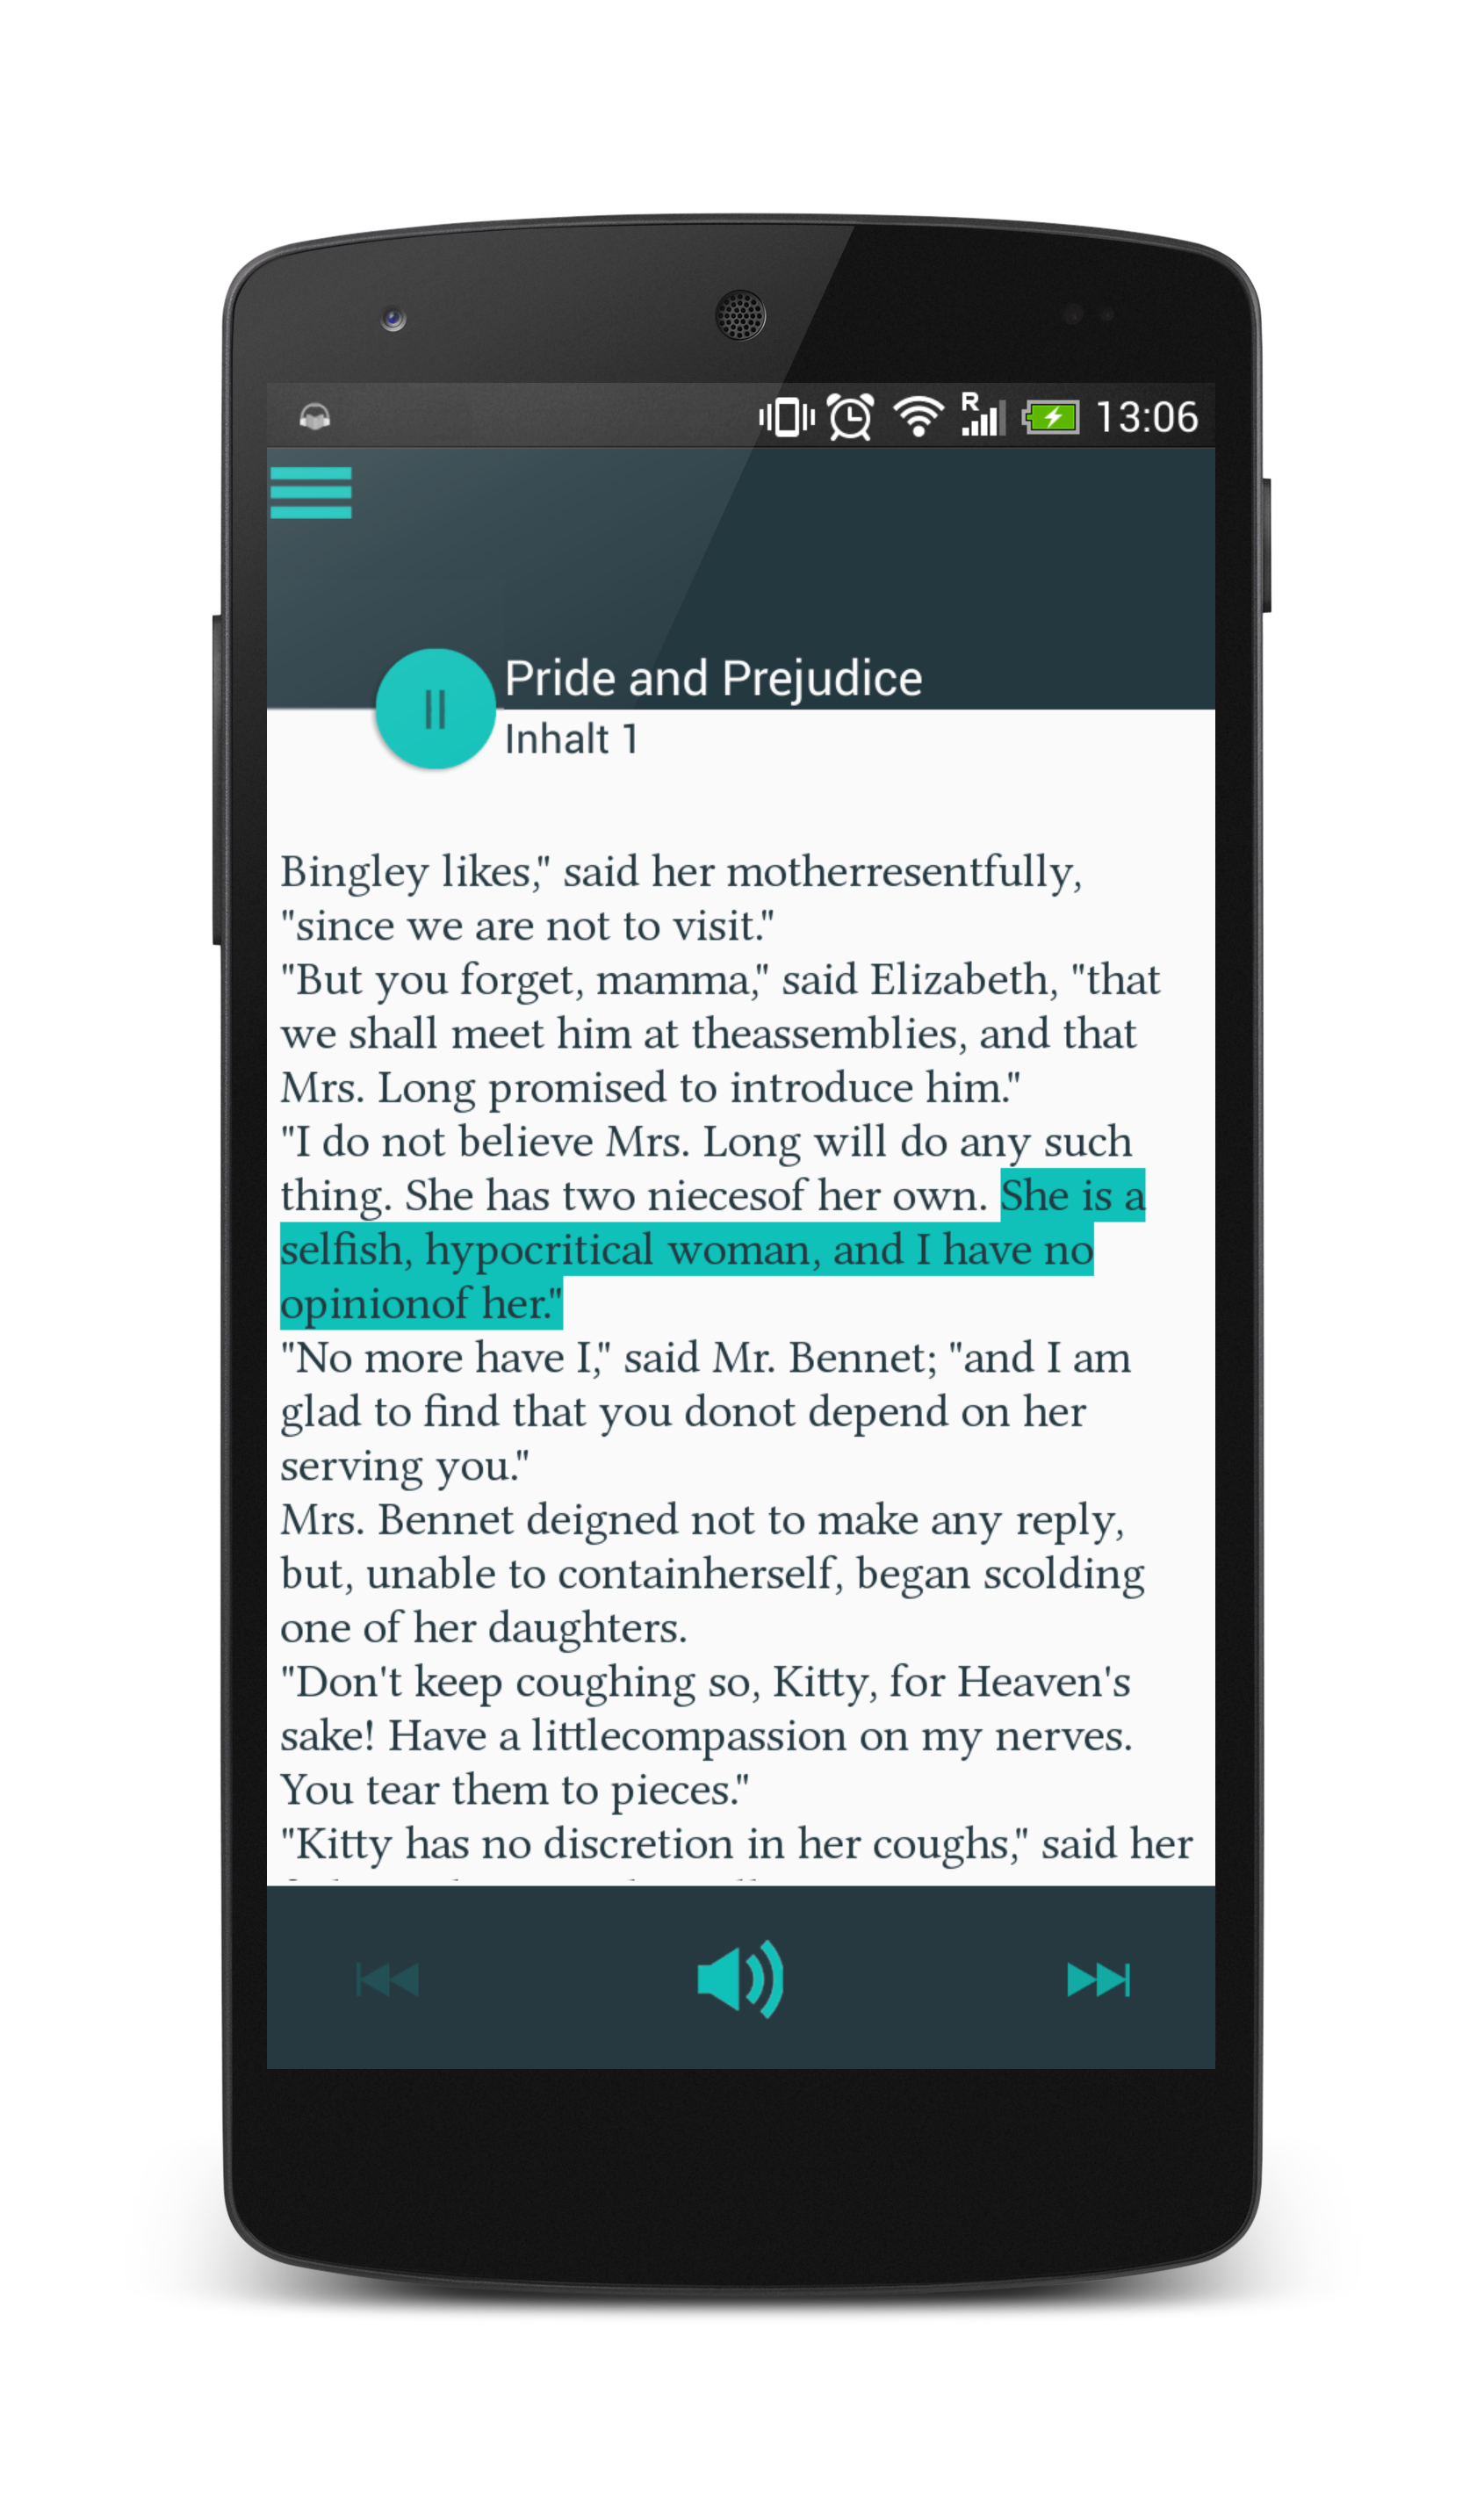 R
13:06
Pride and Prejudice
Inhalt 1
Bingley likes," said her motherresentfully,
"since we are not to visit."
"But you forget, mamma," said Elizabeth, "that
we shall meet him at theassemblies, and that
Mrs. Long promised to introduce him."
"I do not believe Mrs. Long will do any such
thing. She has two niecesof her own. She is a
selfish, hypocritical woman, and I have no
opinionof her."
"No more have I," said Mr. Bennet; "and I am
glad to find that you donot depend on her
serving you."
Mrs. Bennet deigned not to make any reply,
but, unable to containherself, began scolding
one of her daughters.
"Don't keep coughing so, Kitty, for Heaven's
sake! Have a littlecompassion on my nerves.
You tear them to pieces."
"Kitty has no discretion in her coughs," said her